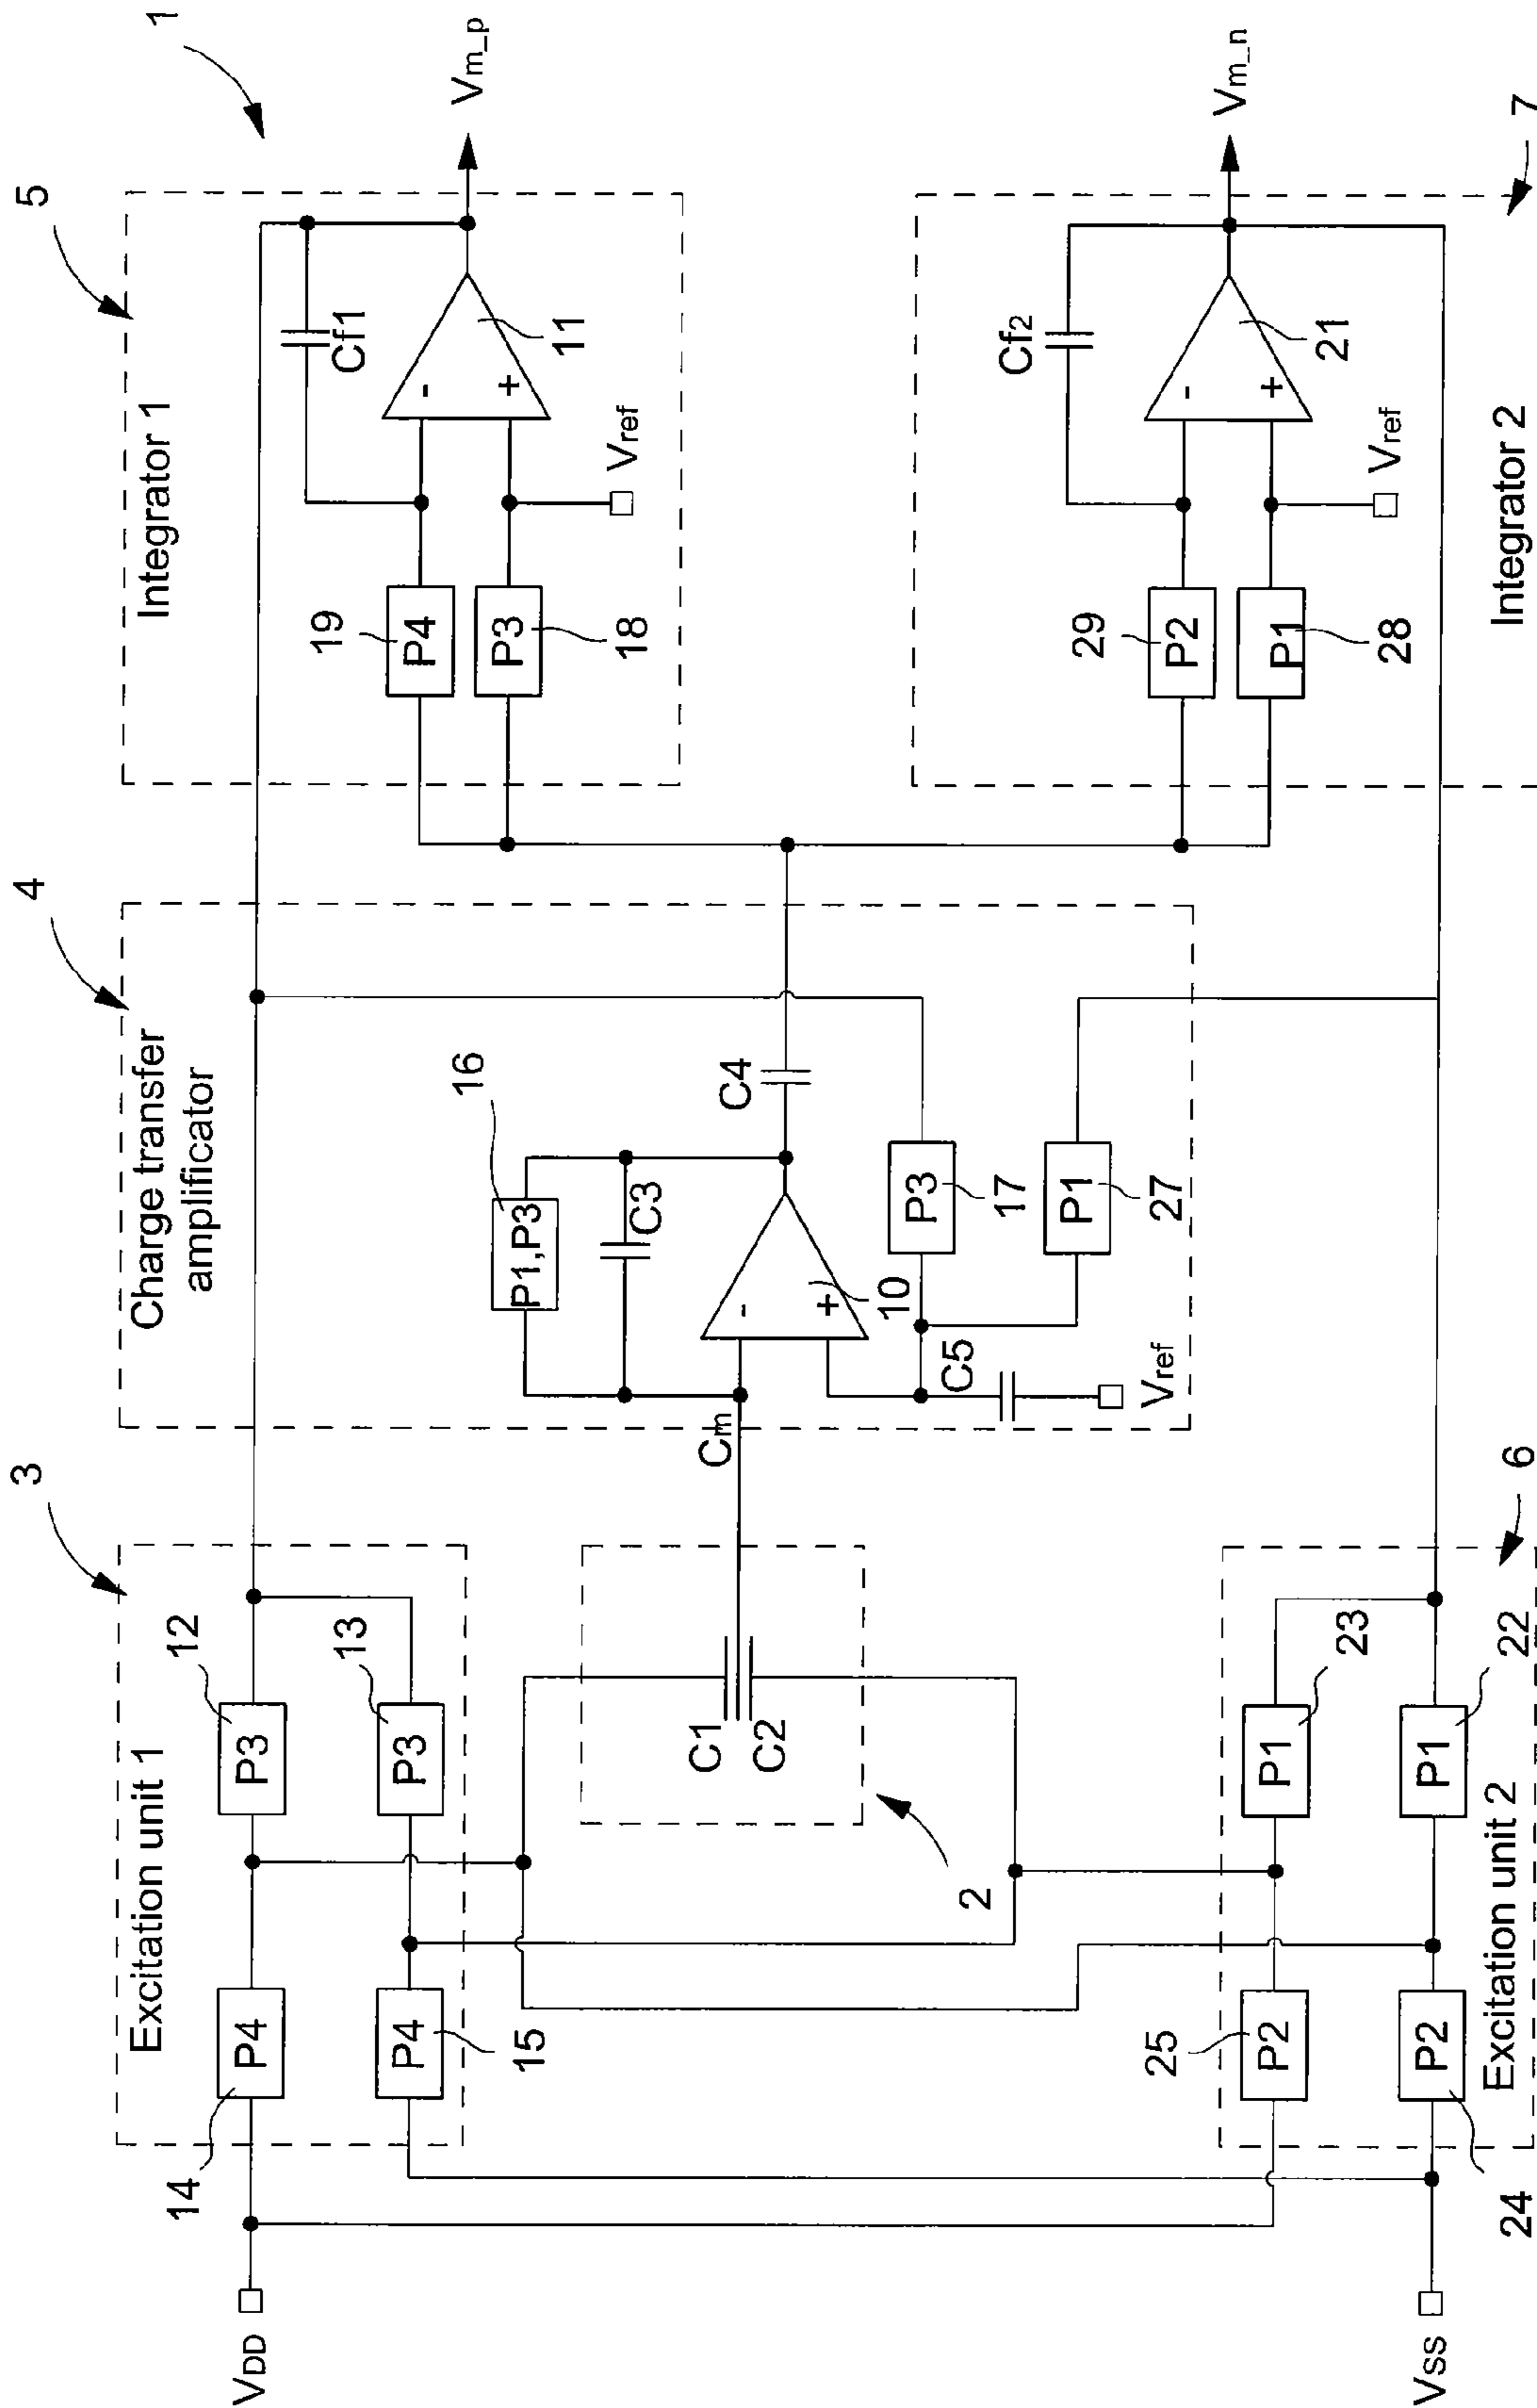 1
5
Integrator 1
Cf1
11
Vm_p
-
+
19
P4
P3
18
Vref
4
Charge transfer
amplificator
16
P1,P3
C3
C4
-
+
10
P3
17
P1
27
C5
Vref
Cm
3
Excitation unit 1
12
P3
13
P3
14
P4
P4
15
C1
C2
2
6
23
P1
22
P1
25
P2
P2
24
Excitation unit 2
VDD
VSS
7
Integrator 2
Cf2
21
Vm_n
-
+
29
P2
P1
28
Vref